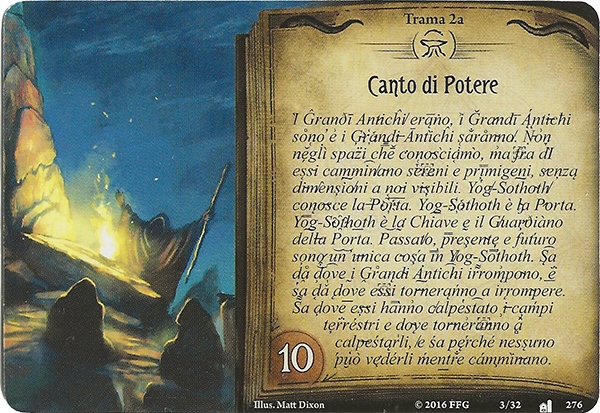 Trama 2a
Canto di Potere
I Grandi Antichi erano, i Grandi Antichi
sono e i Grandi Antichi saranno. Non
negli spazi che conosciamo, ma fra di
essi camminano sereni e primigeni, senza
dimensioni a noi visibili. Yog-Sothoth
conosce la Porta. Yog-Sothoth è la Porta.
Yog-Sothoth è la Chiave e il Guardiano
della Porta. Passato, presente e futuro
sono un'unica cosa in Yog-Sothoth. Sa
da dove i Grandi Antichi irrompono, e
sa da dove essi torneranno a irrompere.
Sa dove essi hanno calpestato i campi
terrestri e dove torneranno a
calpestarli, e sa perché nessuno
può vederli mentre camminano.
10
Illus. Matt Dixon © 2016 FFG 3/32 276